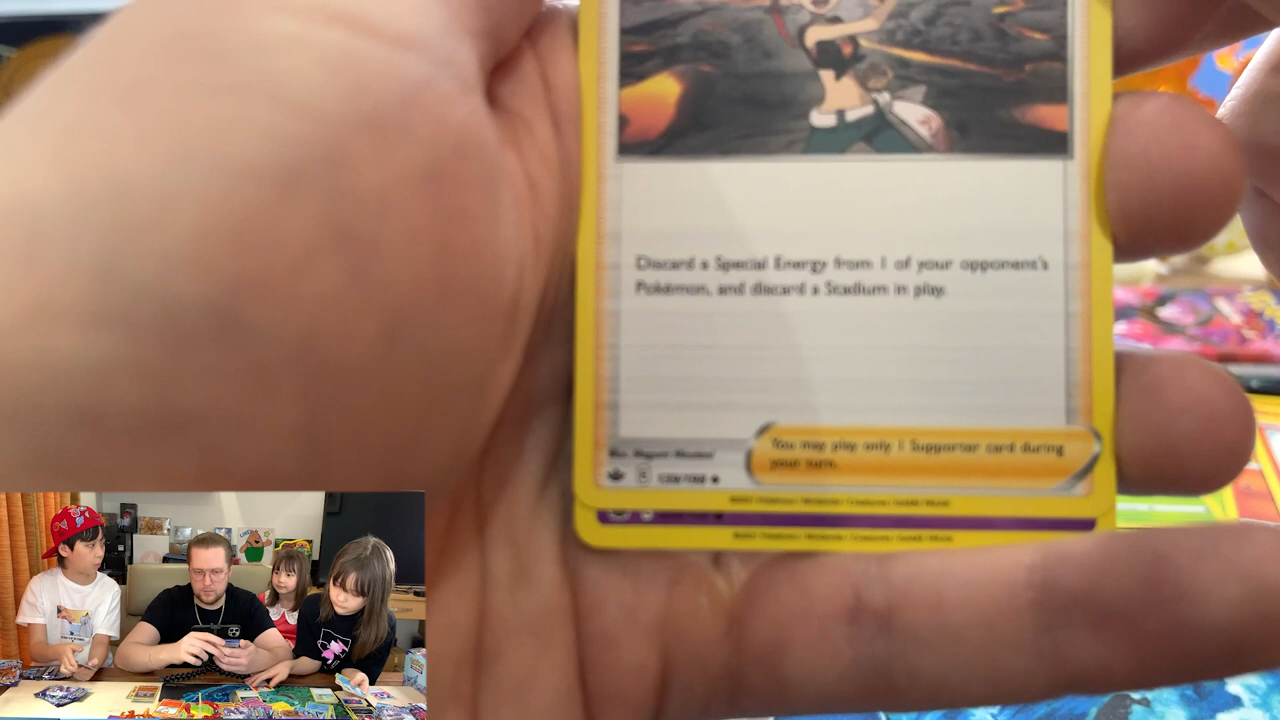 Discard a Special Energy from 1 of your opponent's
Pokémon, and discard a Stadium in play.
You may play only 1 Supporter card during
your turn.